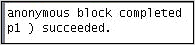 anonymous block completed
p1 ) succeeded.